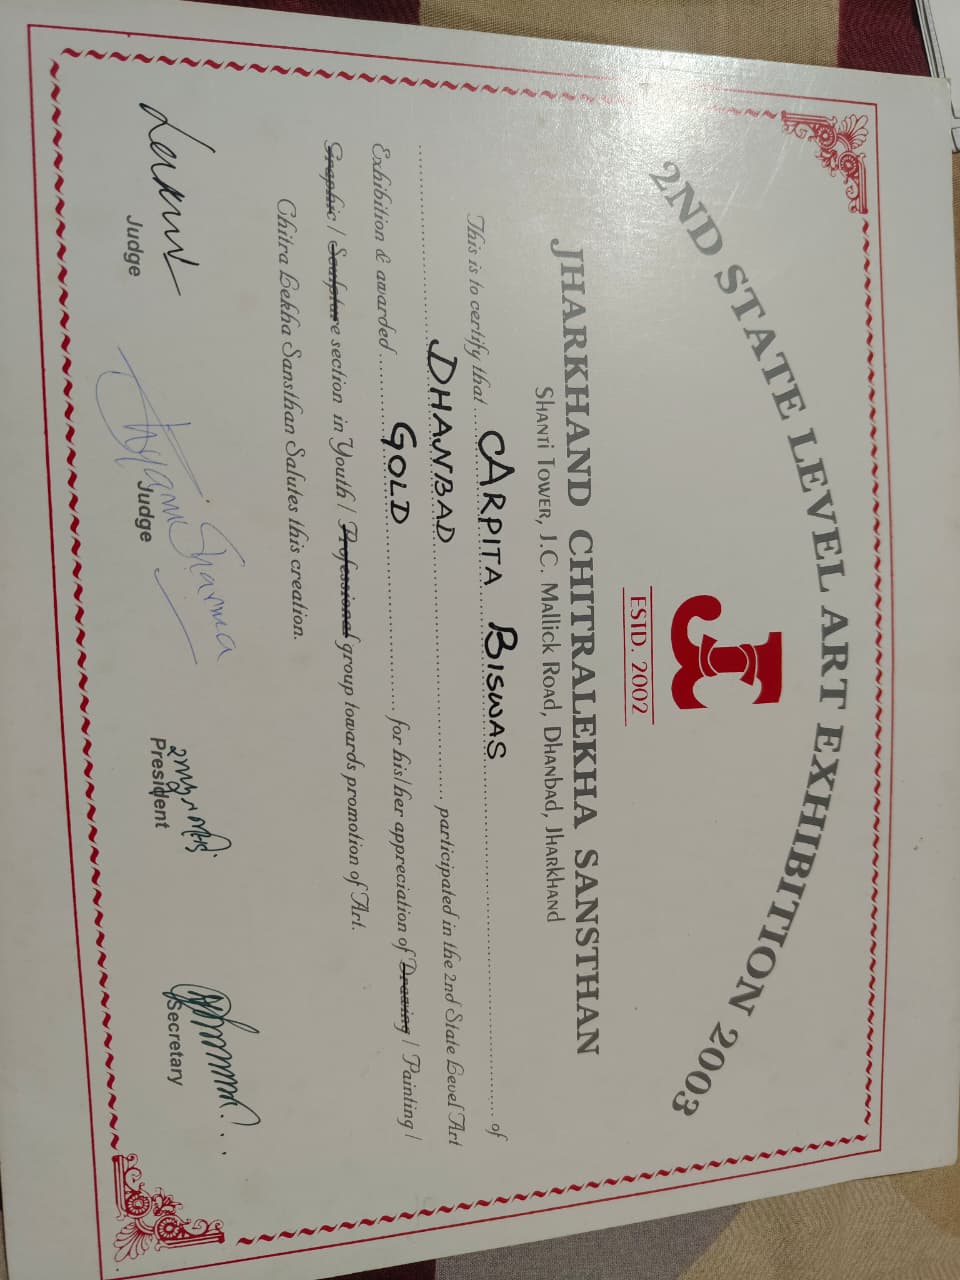 2ND STATE LEVEL ART EXHIBITION 2003
ESTD. 2002
JHARKHAND CHITRALEKHA SANSTHAN
SHANTI TOWER, J.C. MALLICK ROAD, DHANBAD, JHARKHAND
This is to certify that ARPITA BISWAS of
DHANBAD participated in the 2nd State Level Art
Exhibition & awarded GOLD for his/her appreciation of Drawing / Painting /
Graphic / Sculpture section in Youth / Professional group towards promotion of Art.
Chitra Lekha Sansthan Salutes this creation.
Sharma
Judge
Judge
President
Secretary